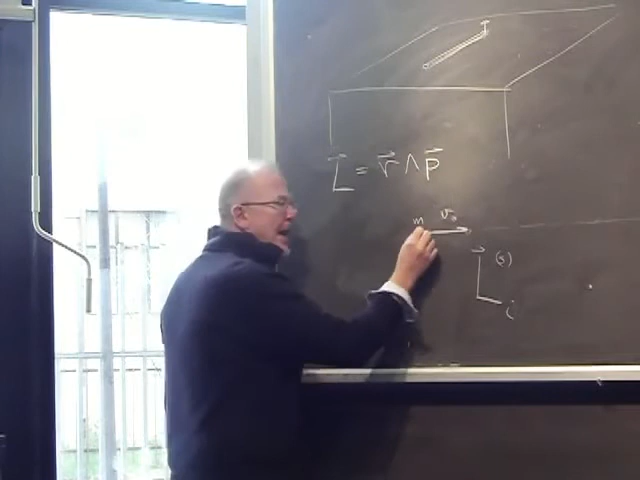 L⃗ = r⃗ ∧ p⃗
m v₀
L⃗ᵢ (s)